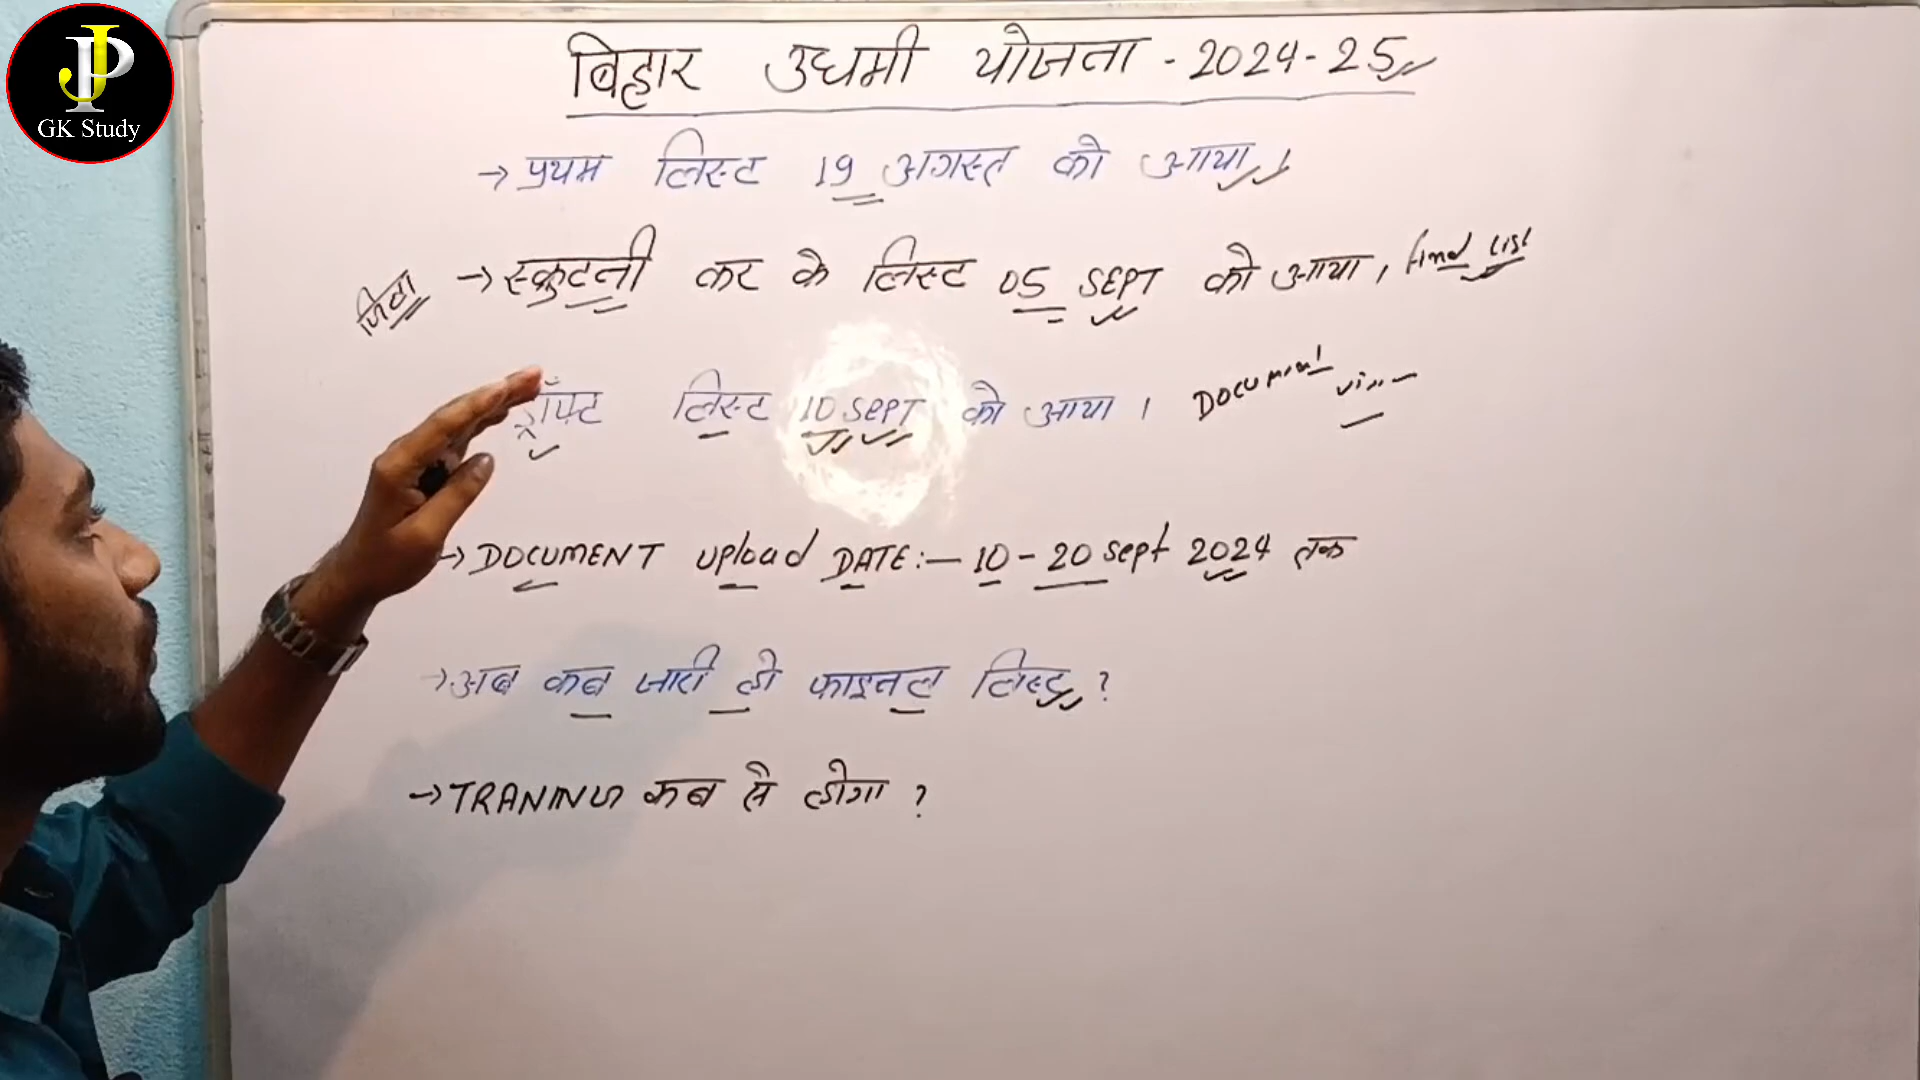 JP
GK Study
बिहार उधमी योजना - 2024-25
→ प्रथम लिस्ट 19 अगस्त को आया,
→ स्कुटनी कर के लिस्ट 05 SEPT को आया, final list
जिला
ड्रॉफ्ट लिस्ट 10 SEPT को आया । Document
→ DOCUMENT upload DATE:- 10 - 20 sept 2024 तक
→ अब कब जारी हो फाइनल लिस्ट ?
→ TRANING कब से होगा ?